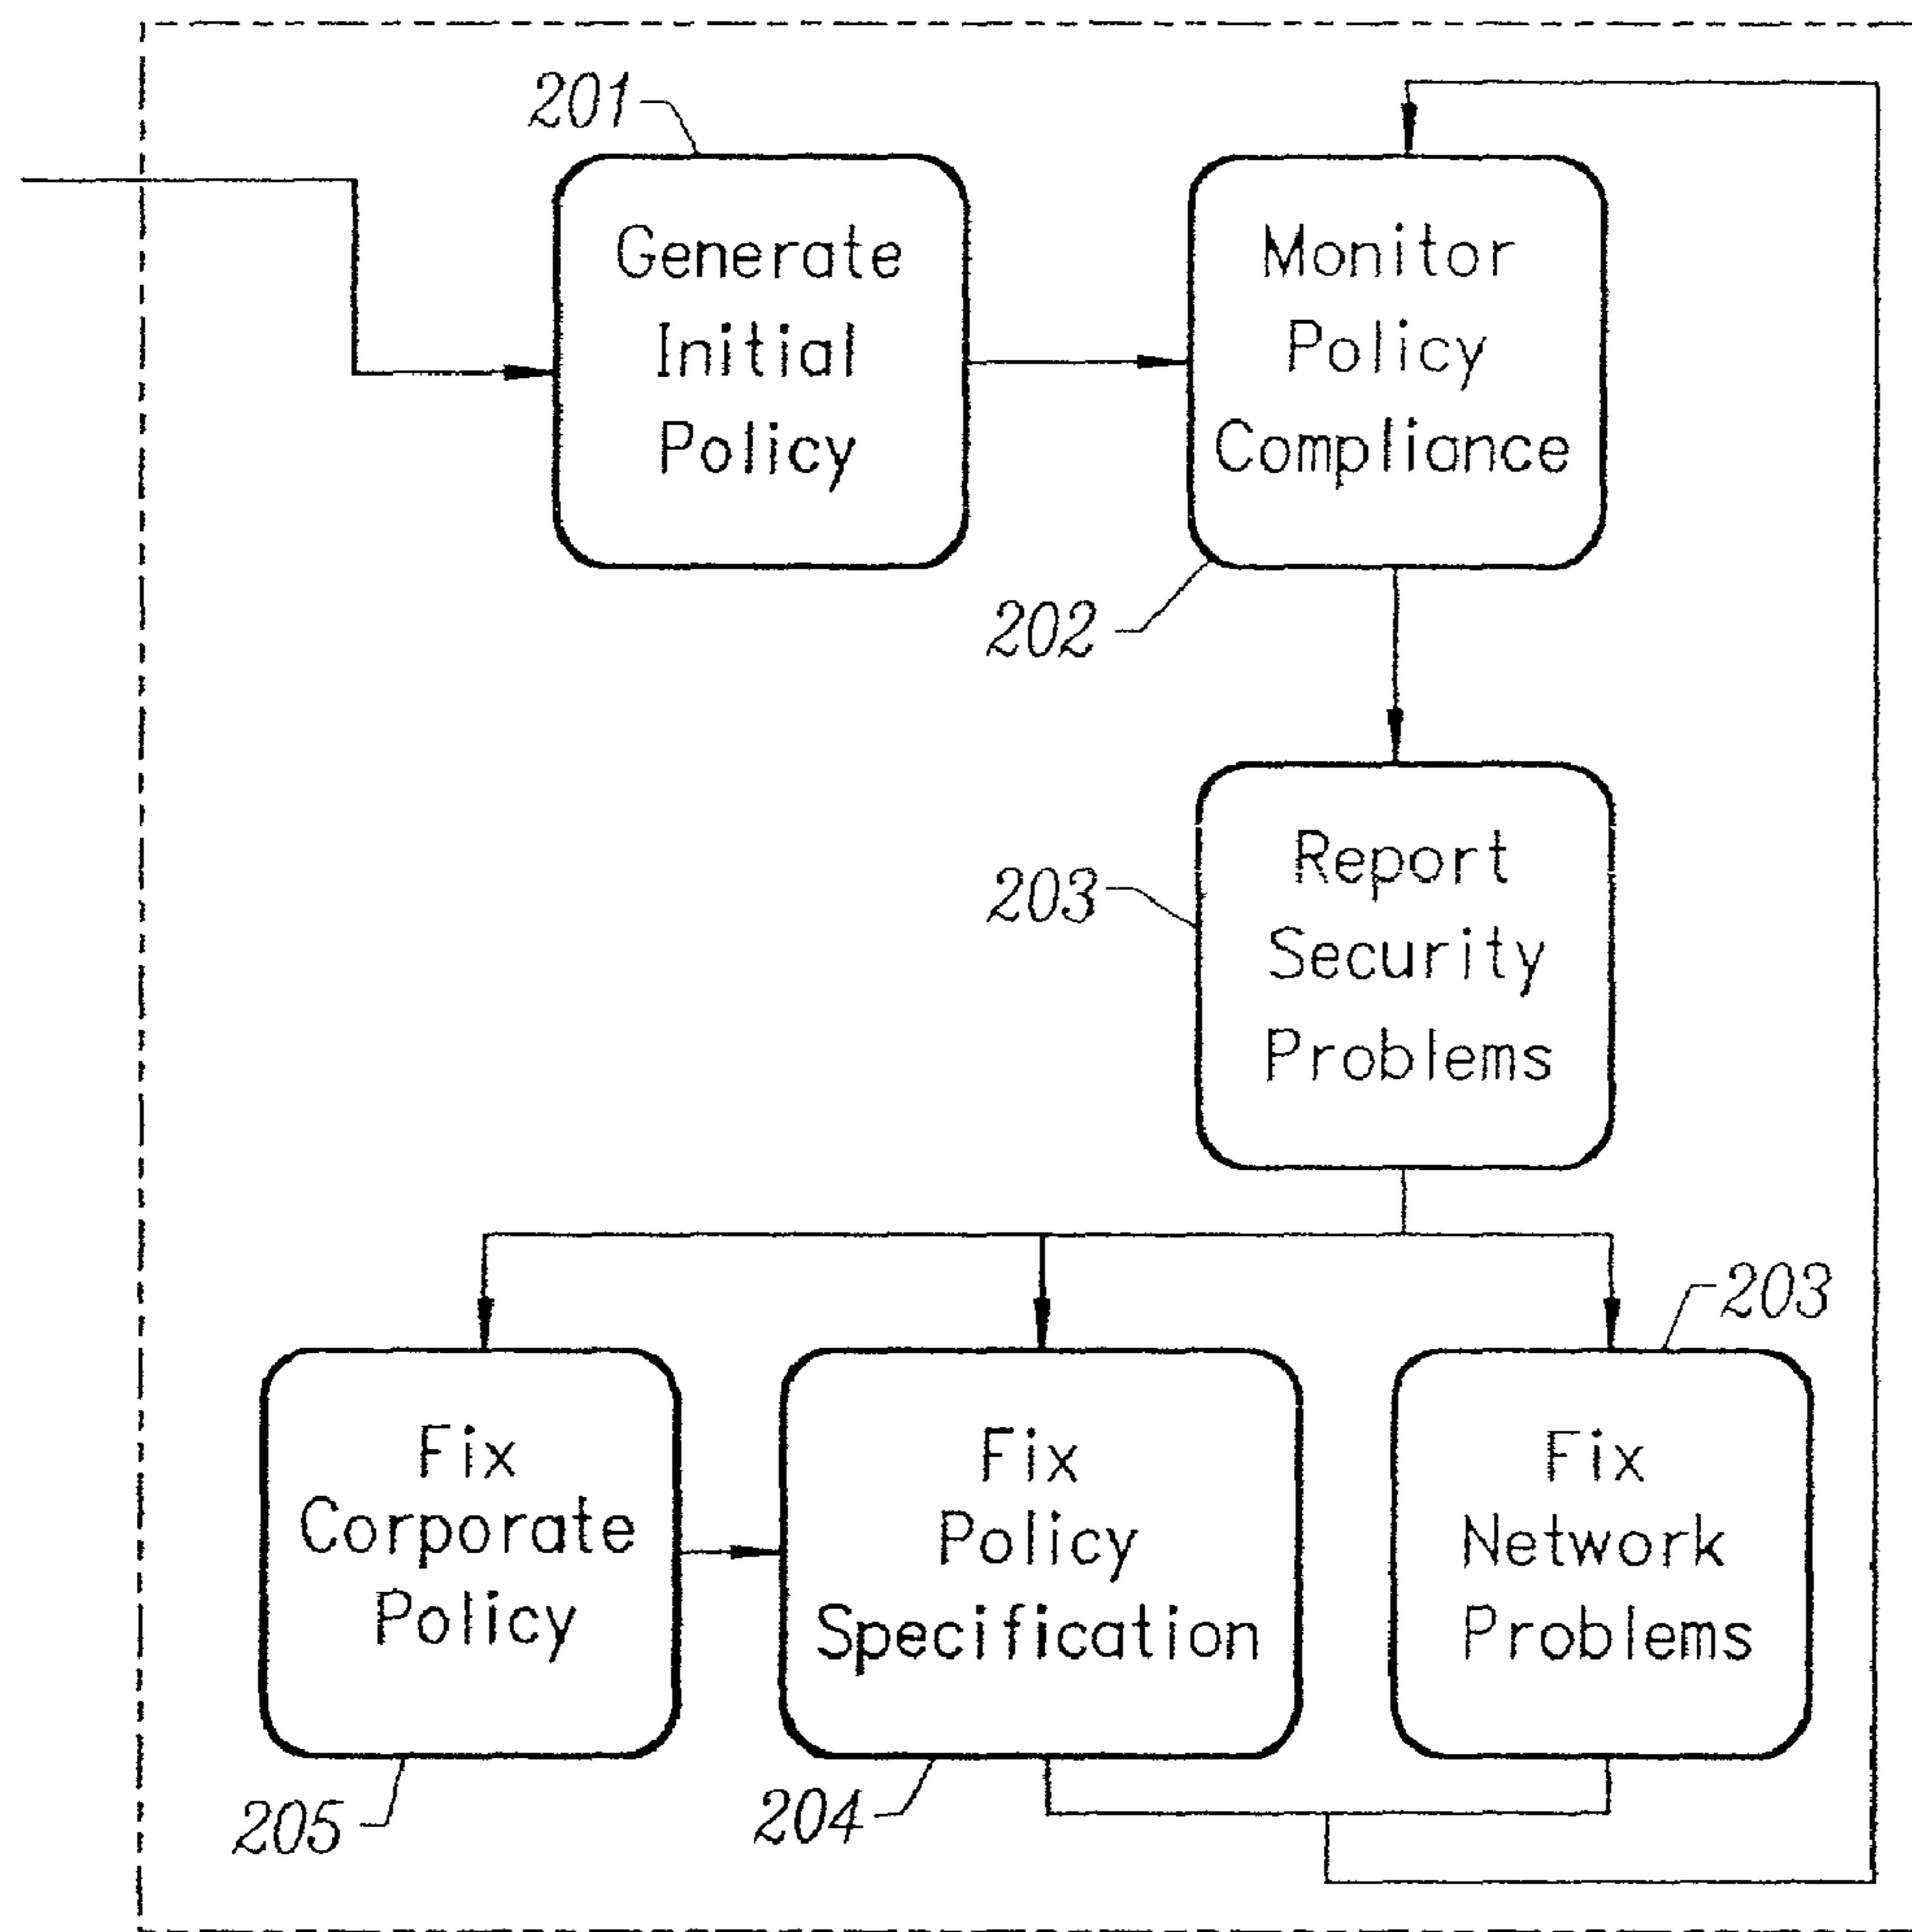 201
Generate
Initial
Policy
Monitor
Policy
Compliance
202
203
Report
Security
Problems
203
Fix
Corporate
Policy
Fix
Policy
Specification
Fix
Network
Problems
205
204